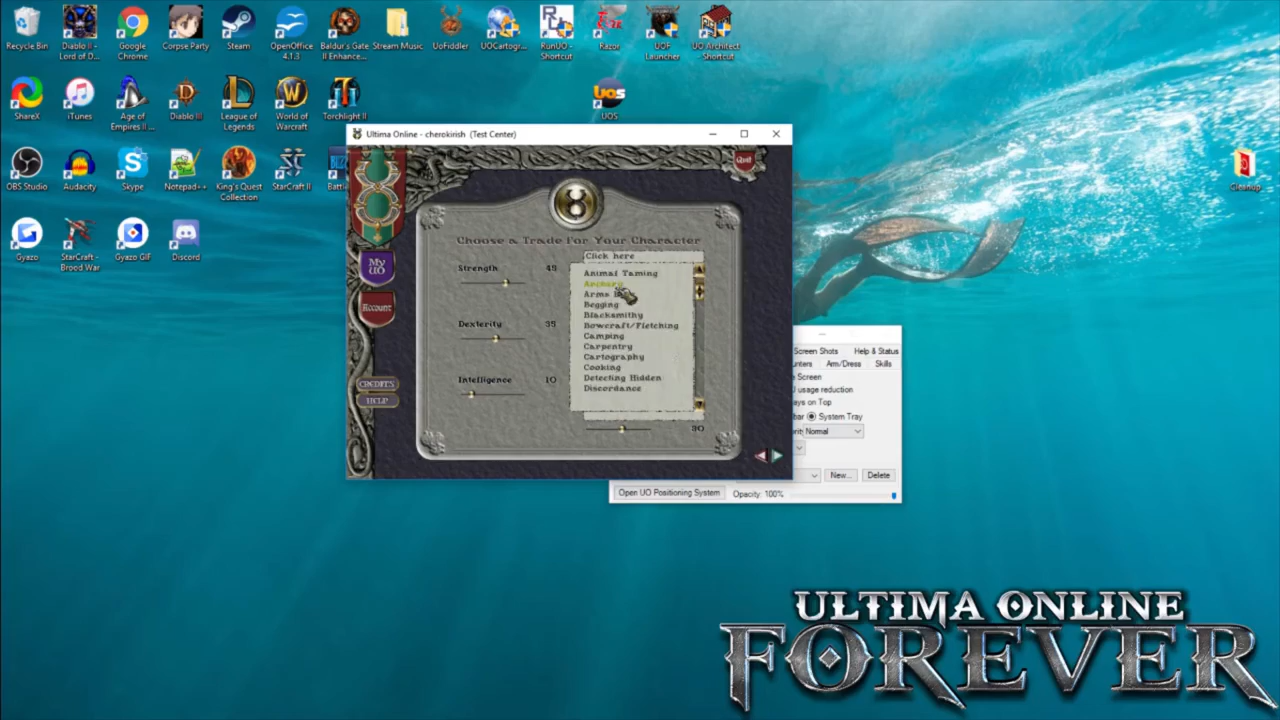 Recycle Bin
Diablo II -
Lord of D...
Google
Chrome
Corpse Party
Steam
OpenOffice
4.1.3
Baldur's Gate
II Enhance...
Stream Music
UoFiddler
UOCartogr...
RunUO -
Shortcut
Razor
UOF
Launcher
UO Architect
- Shortcut
ShareX
iTunes
Age of
Empires II ...
Diablo III
League of
Legends
World of
Warcraft
Torchlight II
UOS
UOS
OBS Studio
Audacity
Skype
Notepad++
King's Quest
Collection
StarCraft II
Gyazo
StarCraft -
Brood War
Gyazo GIF
Discord
Cleanup
Ultima Online - cherokirish (Test Center)
Quit
My
UO
Account
CREDITS
HELP
Choose a Trade for Your Character
Strength 45
Dexterity 35
Intelligence 10
Click here
Animal Taming
Archery
Arms
Begging
Blacksmithy
Bowcraft/Fletching
Camping
Carpentry
Cartography
Cooking
Detecting Hidden
Discordance
30
Screen Shots Help & Status
Arm/Dress Skills
Screen
usage reduction
on Top
System Tray
Normal
New... Delete
Open UO Positioning System Opacity: 100%
ULTIMA ONLINE
FOREVER